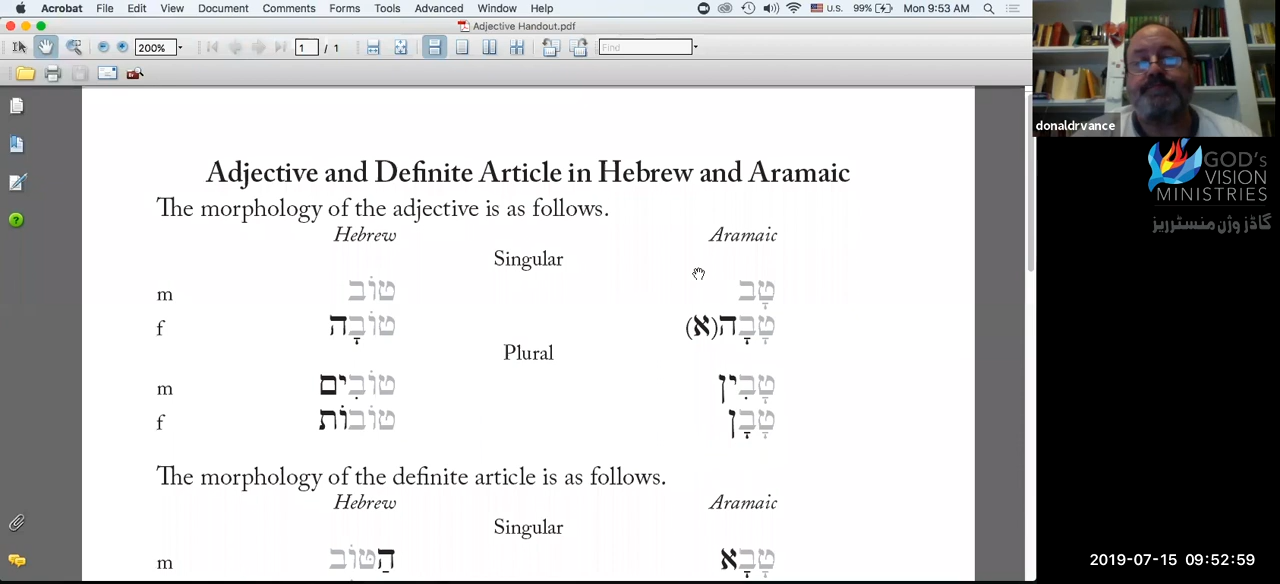 Acrobat File Edit View Document Comments Forms Tools Advanced Window Help U.S. 99% Mon 9:53 AM
Adjective Handout.pdf
200% 1 / 1 Find
donaldrvance
GOD's
VISION
MINISTRIES
گاڈز وژن منسٹریز
Adjective and Definite Article in Hebrew and Aramaic
The morphology of the adjective is as follows.
Hebrew Aramaic
Singular
m טוֹב טָב
f טוֹבָה טָבָה(א)
Plural
m טוֹבִים טָבִין
f טוֹבוֹת טָבָן
The morphology of the definite article is as follows.
Hebrew Aramaic
Singular
m הַטּוֹב טָבָא
2019-07-15 09:52:59